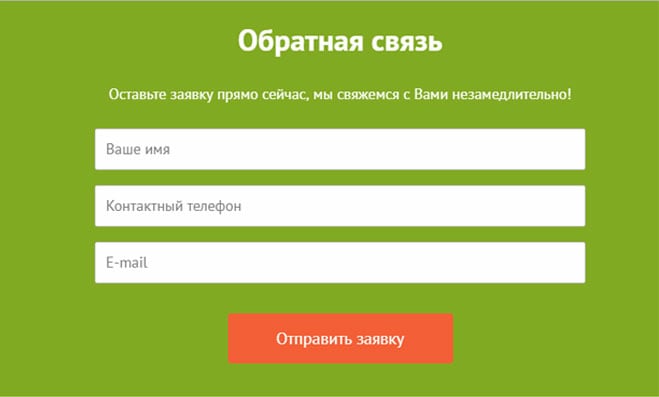 Обратная связь
Оставьте заявку прямо сейчас, мы свяжемся с Вами незамедлительно!
Ваше имя
Контактный телефон
E-mail
Отправить заявку